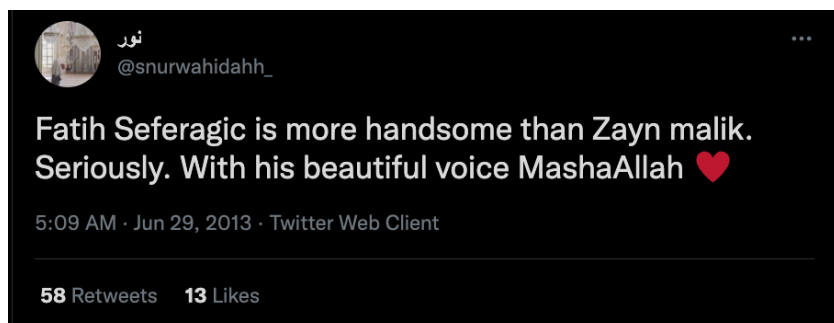 نور
@snurwahidahh_
Fatih Seferagic is more handsome than Zayn malik.
Seriously. With his beautiful voice MashaAllah ♥
5:09 AM · Jun 29, 2013 · Twitter Web Client
58 Retweets 13 Likes